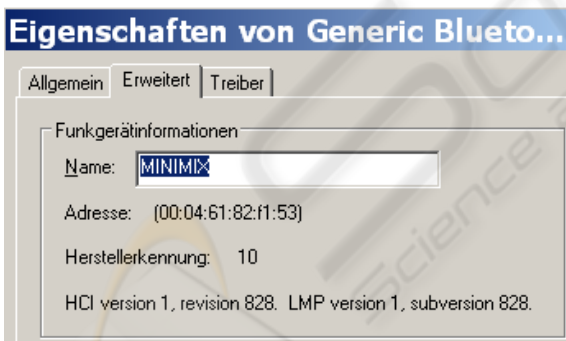 Eigenschaften von Generic Blueto...
Allgemein Erweitert Treiber
Funkgerätinformationen
Name: MINIMIX
Adresse: (00:04:61:82:f1:53)
Herstellerkennung: 10
HCI version 1, revision 828. LMP version 1, subversion 828.